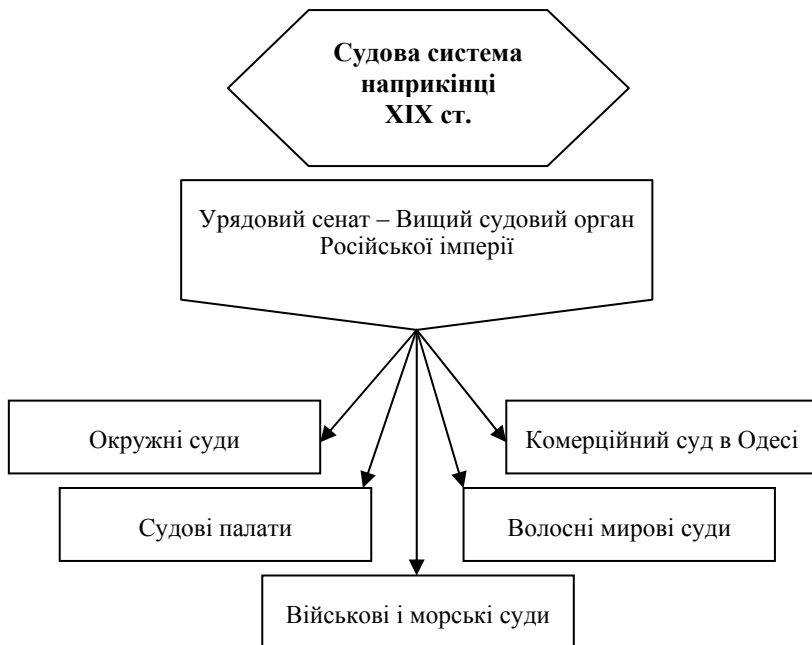 Судова система
наприкінці
XIX ст.
Урядовий сенат – Вищий судовий орган
Російської імперії
Окружні суди
Комерційний суд в Одесі
Судові палати
Волосні мирові суди
Військові і морські суди